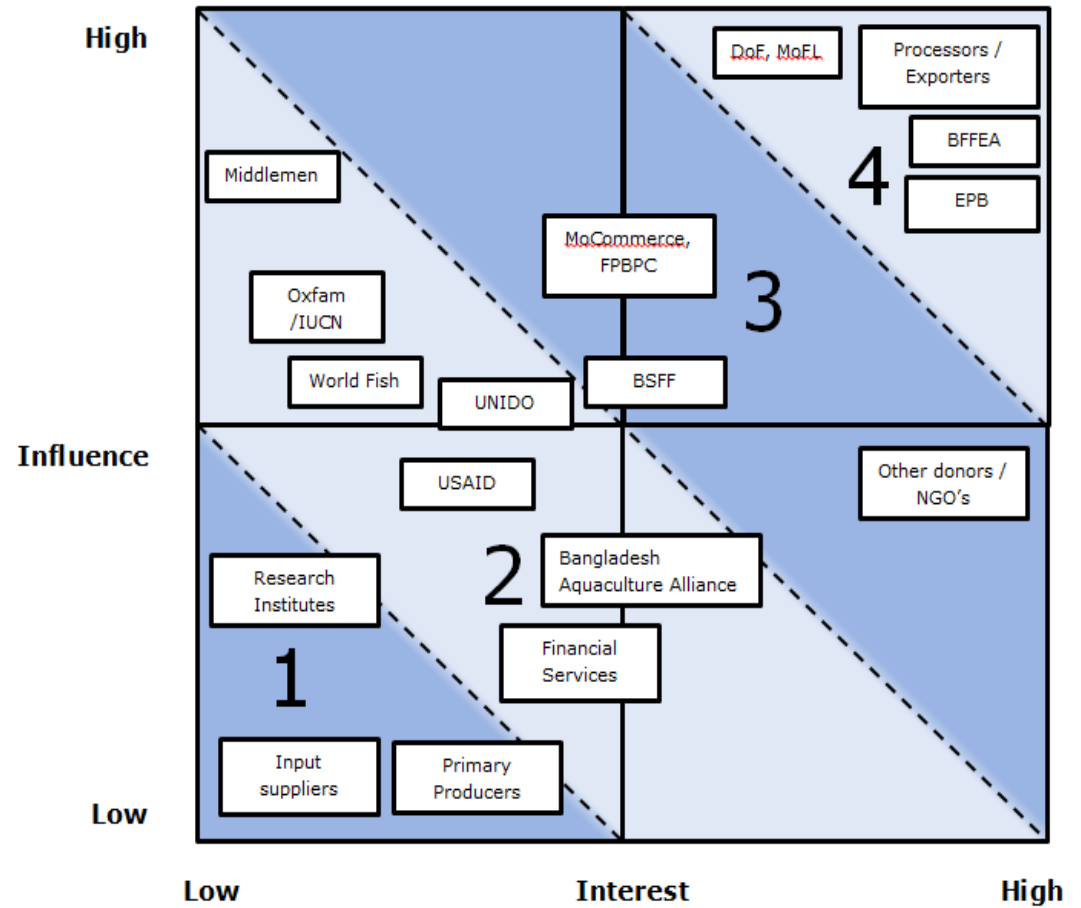 High
DoF, MoFL
Processors /
Exporters
BFFEA
4
EPB
Middlemen
MoCommerce,
FPBPC
3
Oxfam
/IUCN
World Fish
UNIDO
BSFF
Influence
USAID
Other donors /
NGO's
2
Bangladesh
Aquaculture Alliance
Research
Institutes
1
Financial
Services
Input
suppliers
Primary
Producers
Low
Low
Interest
High